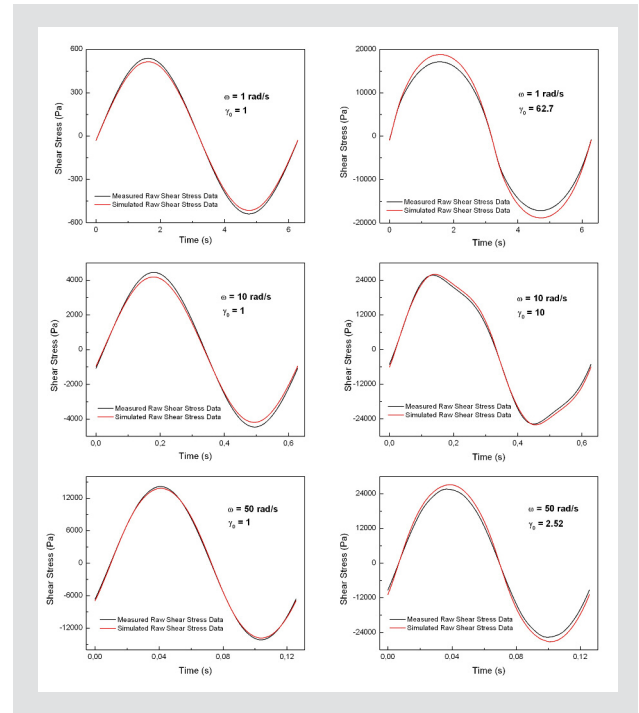 600
300
0
-300
-600
Shear Stress (Pa)
ω = 1 rad/s
γ0 = 1
Measured Raw Shear Stress Data
Simulated Raw Shear Stress Data
0
2
4
6
Time (s)
20000
10000
0
-10000
-20000
Shear Stress (Pa)
ω = 1 rad/s
γ0 = 62.7
Measured Raw Shear Stress Data
Simulated Raw Shear Stress Data
0
2
4
6
Time (s)
4000
2000
0
-2000
-4000
Shear Stress (Pa)
ω = 10 rad/s
γ0 = 1
Measured Raw Shear Stress Data
Simulated Raw Shear Stress Data
0,0
0,2
0,4
0,6
Time (s)
24000
16000
8000
0
-8000
-16000
-24000
Shear Stress (Pa)
ω = 10 rad/s
γ0 = 10
Measured Raw Shear Stress Data
Simulated Raw Shear Stress Data
0,0
0,2
0,4
0,6
Time (s)
12000
6000
0
-6000
-12000
Shear Stress (Pa)
ω = 50 rad/s
γ0 = 1
Measured Raw Shear Stress Data
Simulated Raw Shear Stress Data
0,00
0,04
0,08
0,12
Time (s)
24000
12000
0
-12000
-24000
Shear Stress (Pa)
ω = 50 rad/s
γ0 = 2.52
Measured Raw Shear Stress Data
Simulated Raw Shear Stress Data
0,00
0,04
0,08
0,12
Time (s)